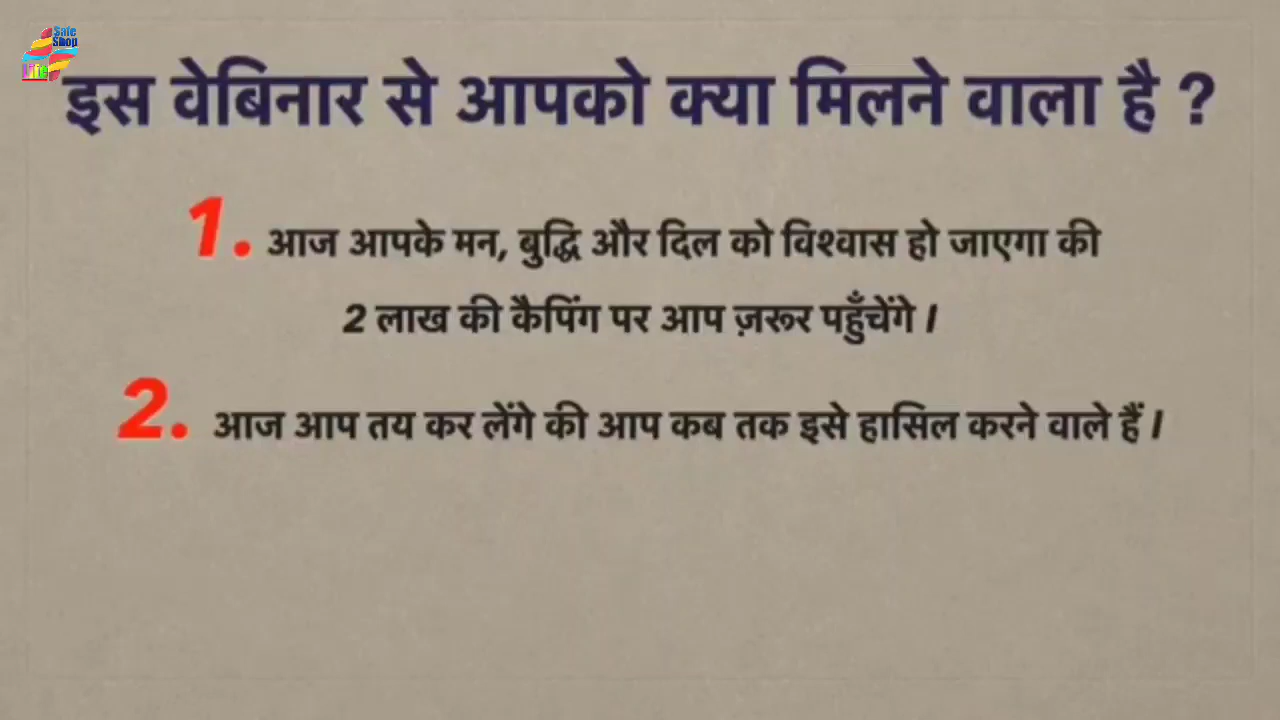 Safe
Shop
life
इस वेबिनार से आपको क्या मिलने वाला है ?
1. आज आपके मन, बुद्धि और दिल को विश्वास हो जाएगा की
2 लाख की कैपिंग पर आप ज़रूर पहुँचेंगे ।
2. आज आप तय कर लेंगे की आप कब तक इसे हासिल करने वाले हैं ।